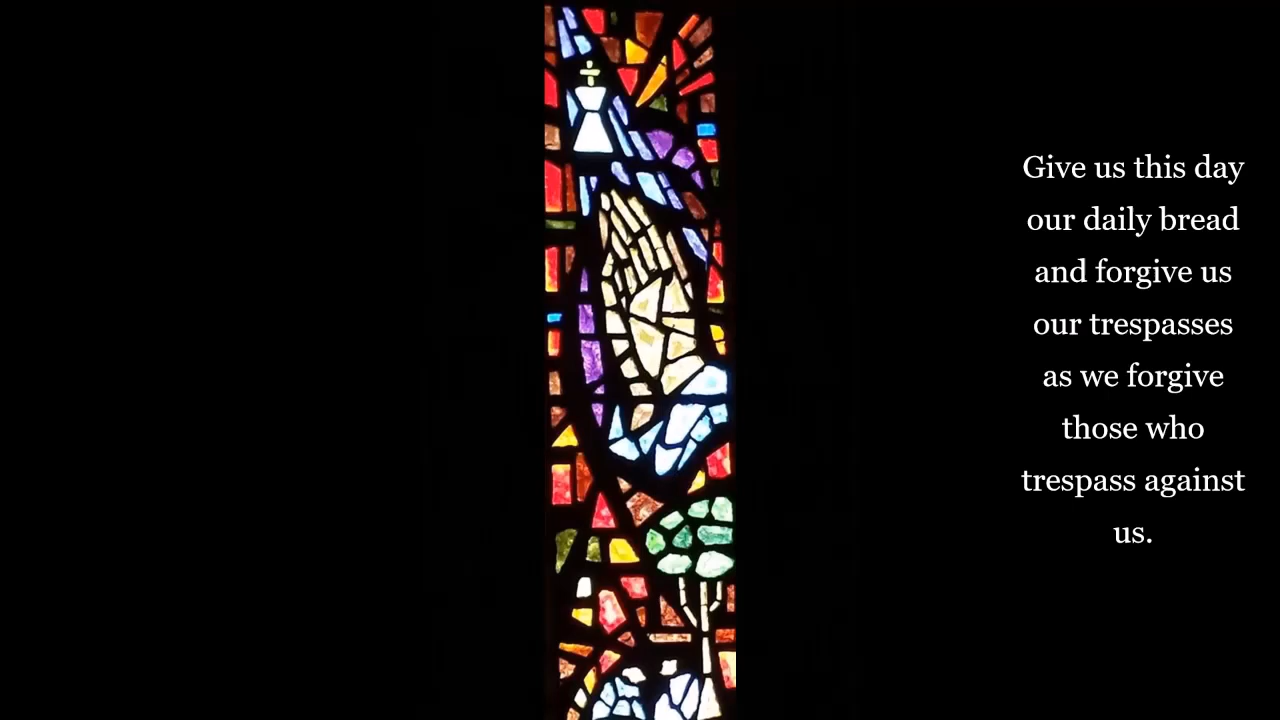 Give us this day
our daily bread
and forgive us
our trespasses
as we forgive
those who
trespass against
us.